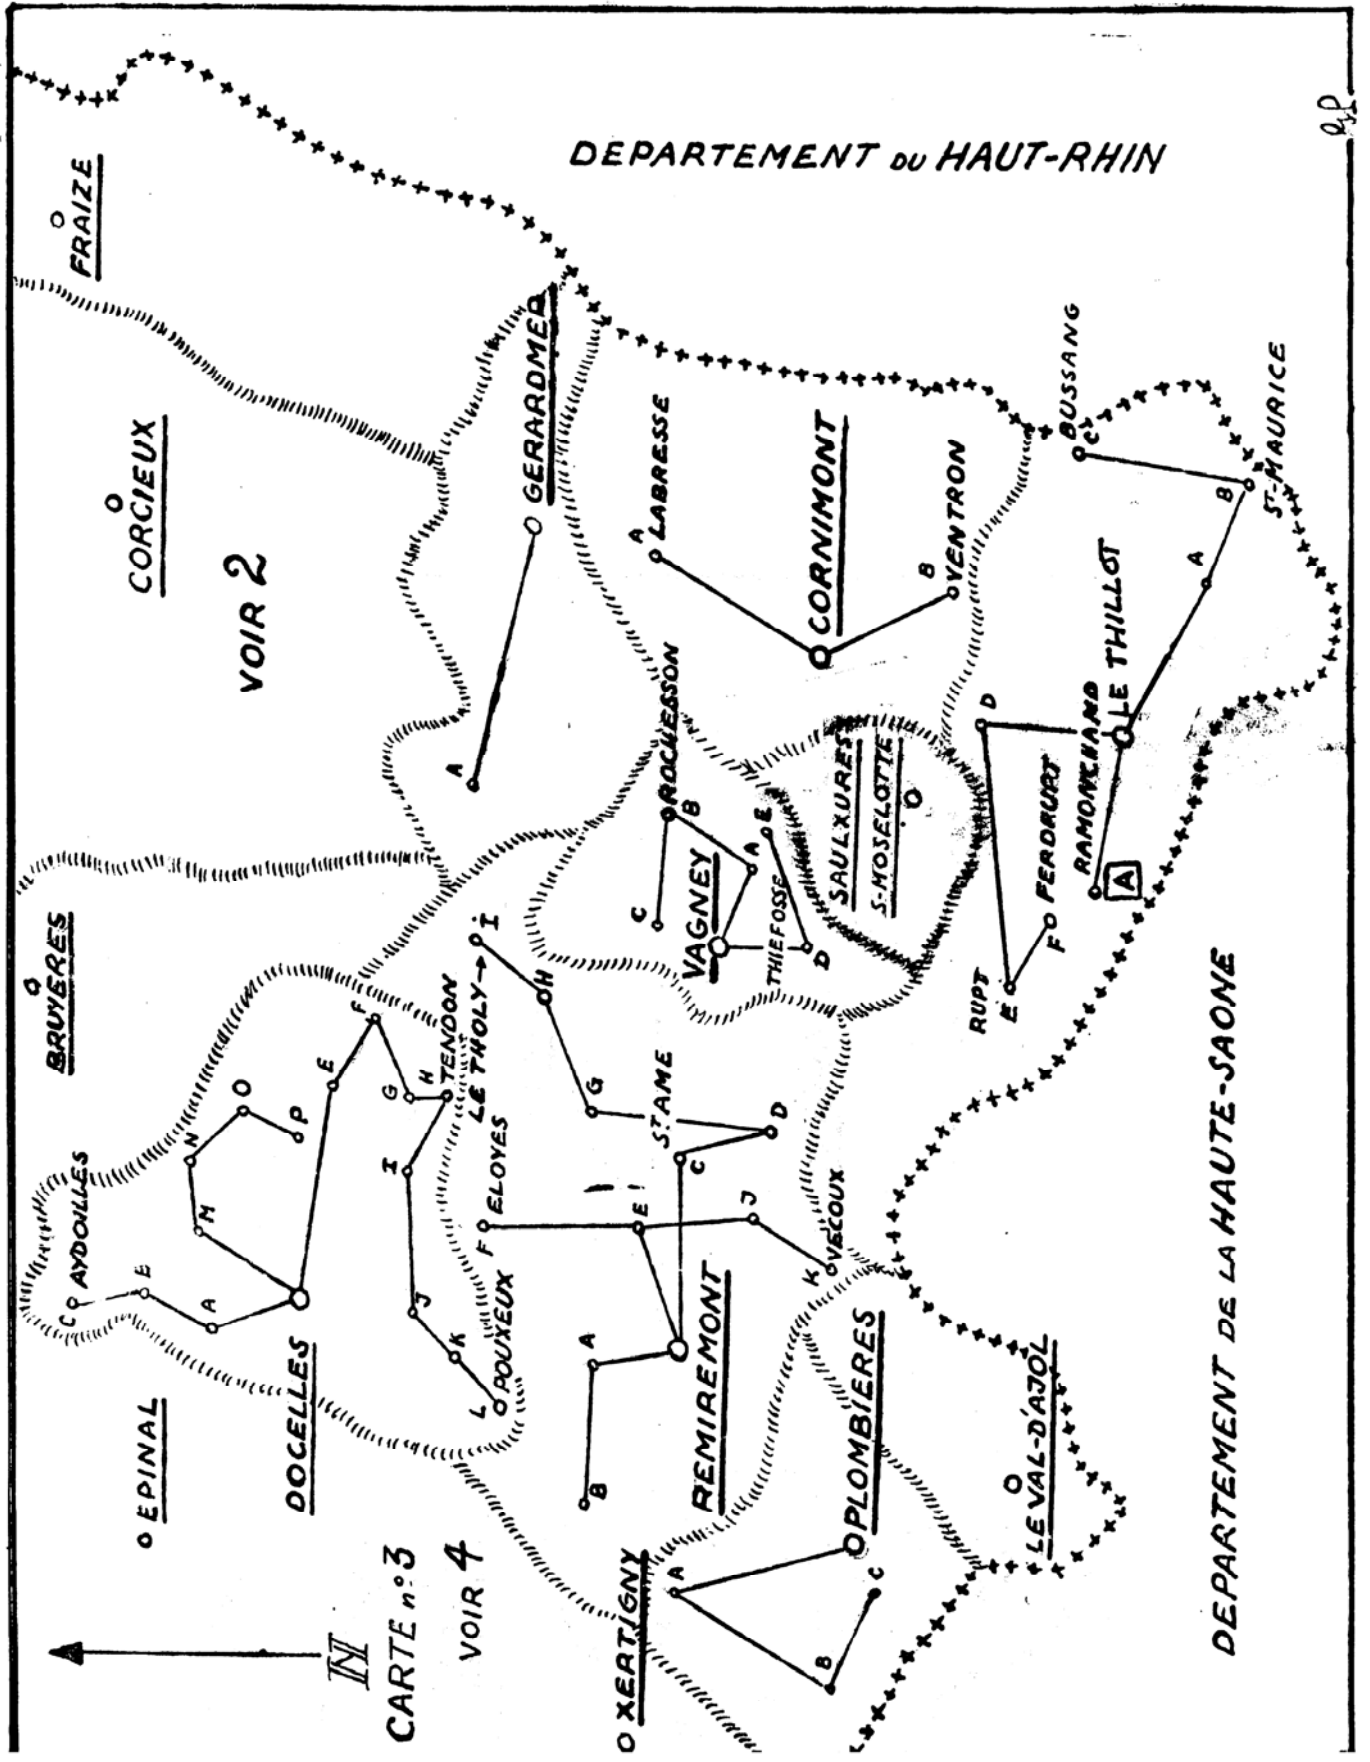 N
CARTE n° 3
VOIR 4
VOIR 2
DEPARTEMENT DU HAUT-RHIN
DEPARTEMENT DE LA HAUTE-SAONE
EPINAL
BRUYERES
CORCIEUX
FRAIZE
AYDOILLES
C
E
A
DOCELLES
M
N
O
P
E
F
G
H
TENDON
I
J
K
L
POUXEUX
LE THOLY →
I
H
G
ST AME
D
C
ELOYES
F
E
J
K
VECOUX
A
B
REMIREMONT
XERTIGNY
A
B
C
PLOMBIERES
LE VAL-D'AJOL
GERARDMER
A
ROCHESSON
B
C
A
VAGNEY
E
THIEFOSSE
D
SAULXURES
S-MOSELOTTE
A LABRESSE
CORNIMONT
B
VENTRON
BUSSANG
C
B
ST-MAURICE
A
LE THILLOT
D
RAMONCHAMP
A
FERDRUPT
F
RUPT
E